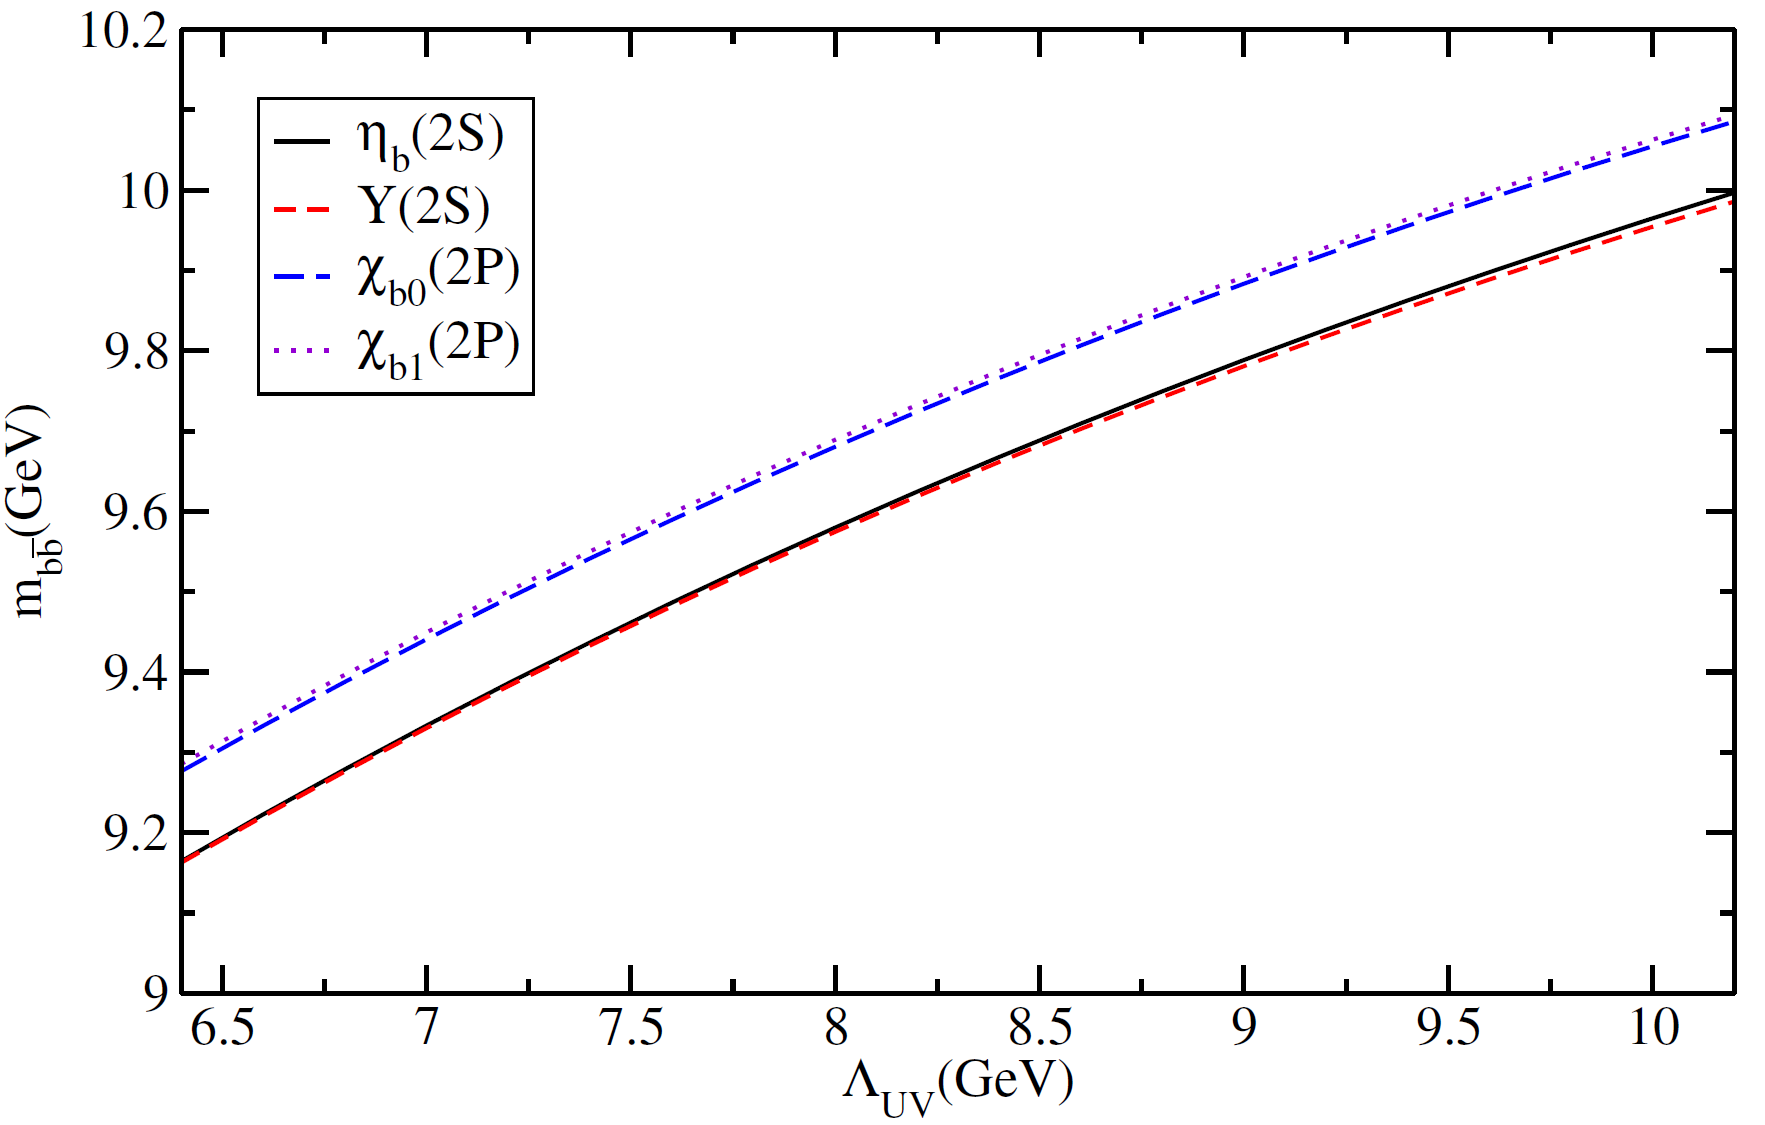 10.2
10
9.8
9.6
9.4
9.2
9
m_{b\overline{b}}(GeV)
η_b(2S)
Υ(2S)
χ_{b0}(2P)
χ_{b1}(2P)
6.5 7 7.5 8 8.5 9 9.5 10
Λ_{UV}(GeV)